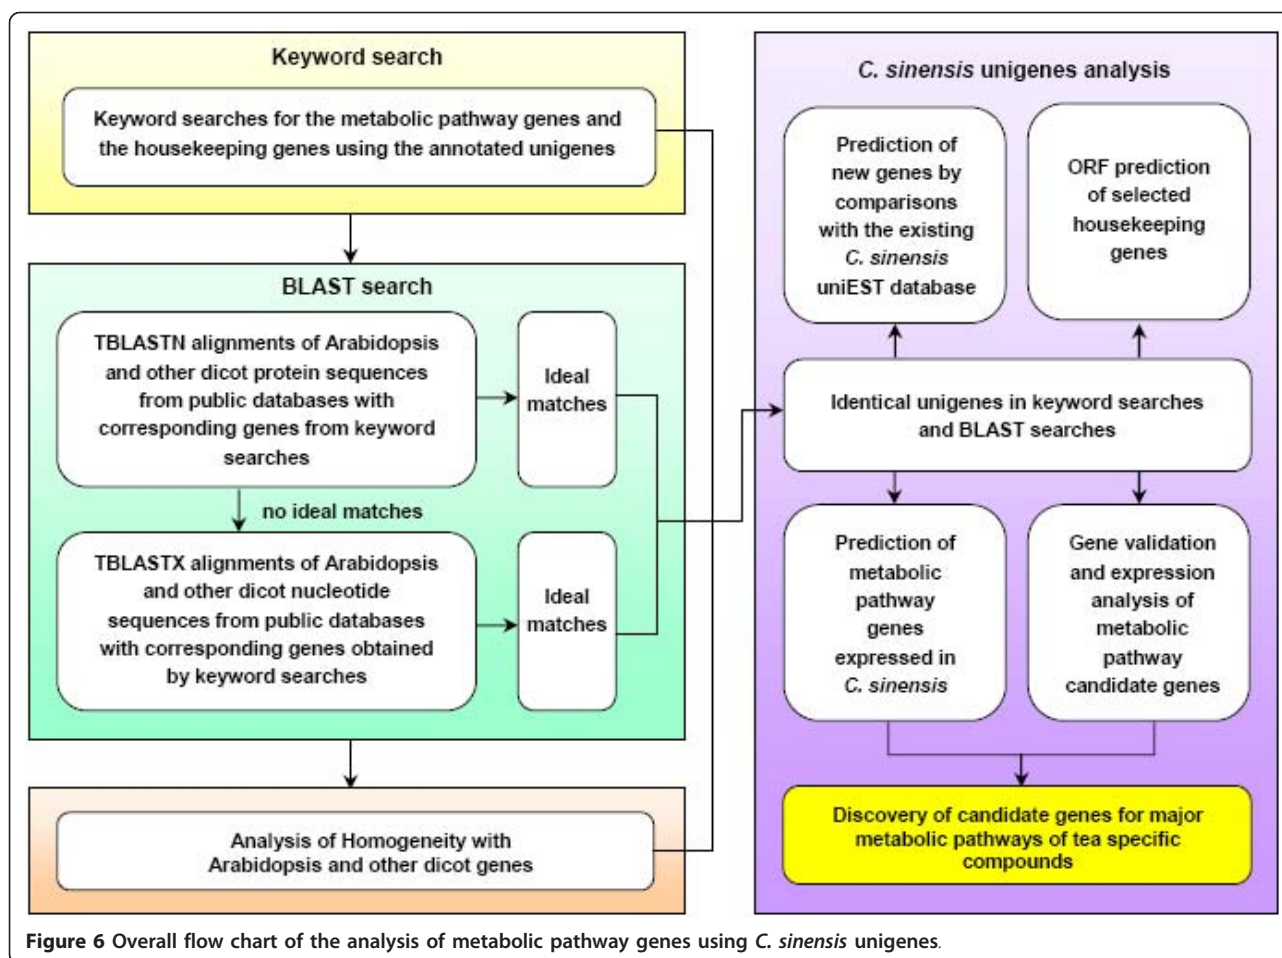 Keyword search
Keyword searches for the metabolic pathway genes and
the housekeeping genes using the annotated unigenes
BLAST search
TBLASTN alignments of Arabidopsis
and other dicot protein sequences
from public databases with
corresponding genes from keyword
searches
Ideal
matches
no ideal matches
TBLASTX alignments of Arabidopsis
and other dicot nucleotide
sequences from public databases
with corresponding genes obtained
by keyword searches
Ideal
matches
Analysis of Homogeneity with
Arabidopsis and other dicot genes
C. sinensis unigenes analysis
Prediction of
new genes by
comparisons
with the existing
C. sinensis
uniEST database
ORF prediction
of selected
housekeeping
genes
Identical unigenes in keyword searches
and BLAST searches
Prediction of
metabolic
pathway
genes
expressed in
C. sinensis
Gene validation
and expression
analysis of
metabolic
pathway
candidate genes
Discovery of candidate genes for major
metabolic pathways of tea specific
compounds
Figure 6 Overall flow chart of the analysis of metabolic pathway genes using C. sinensis unigenes.